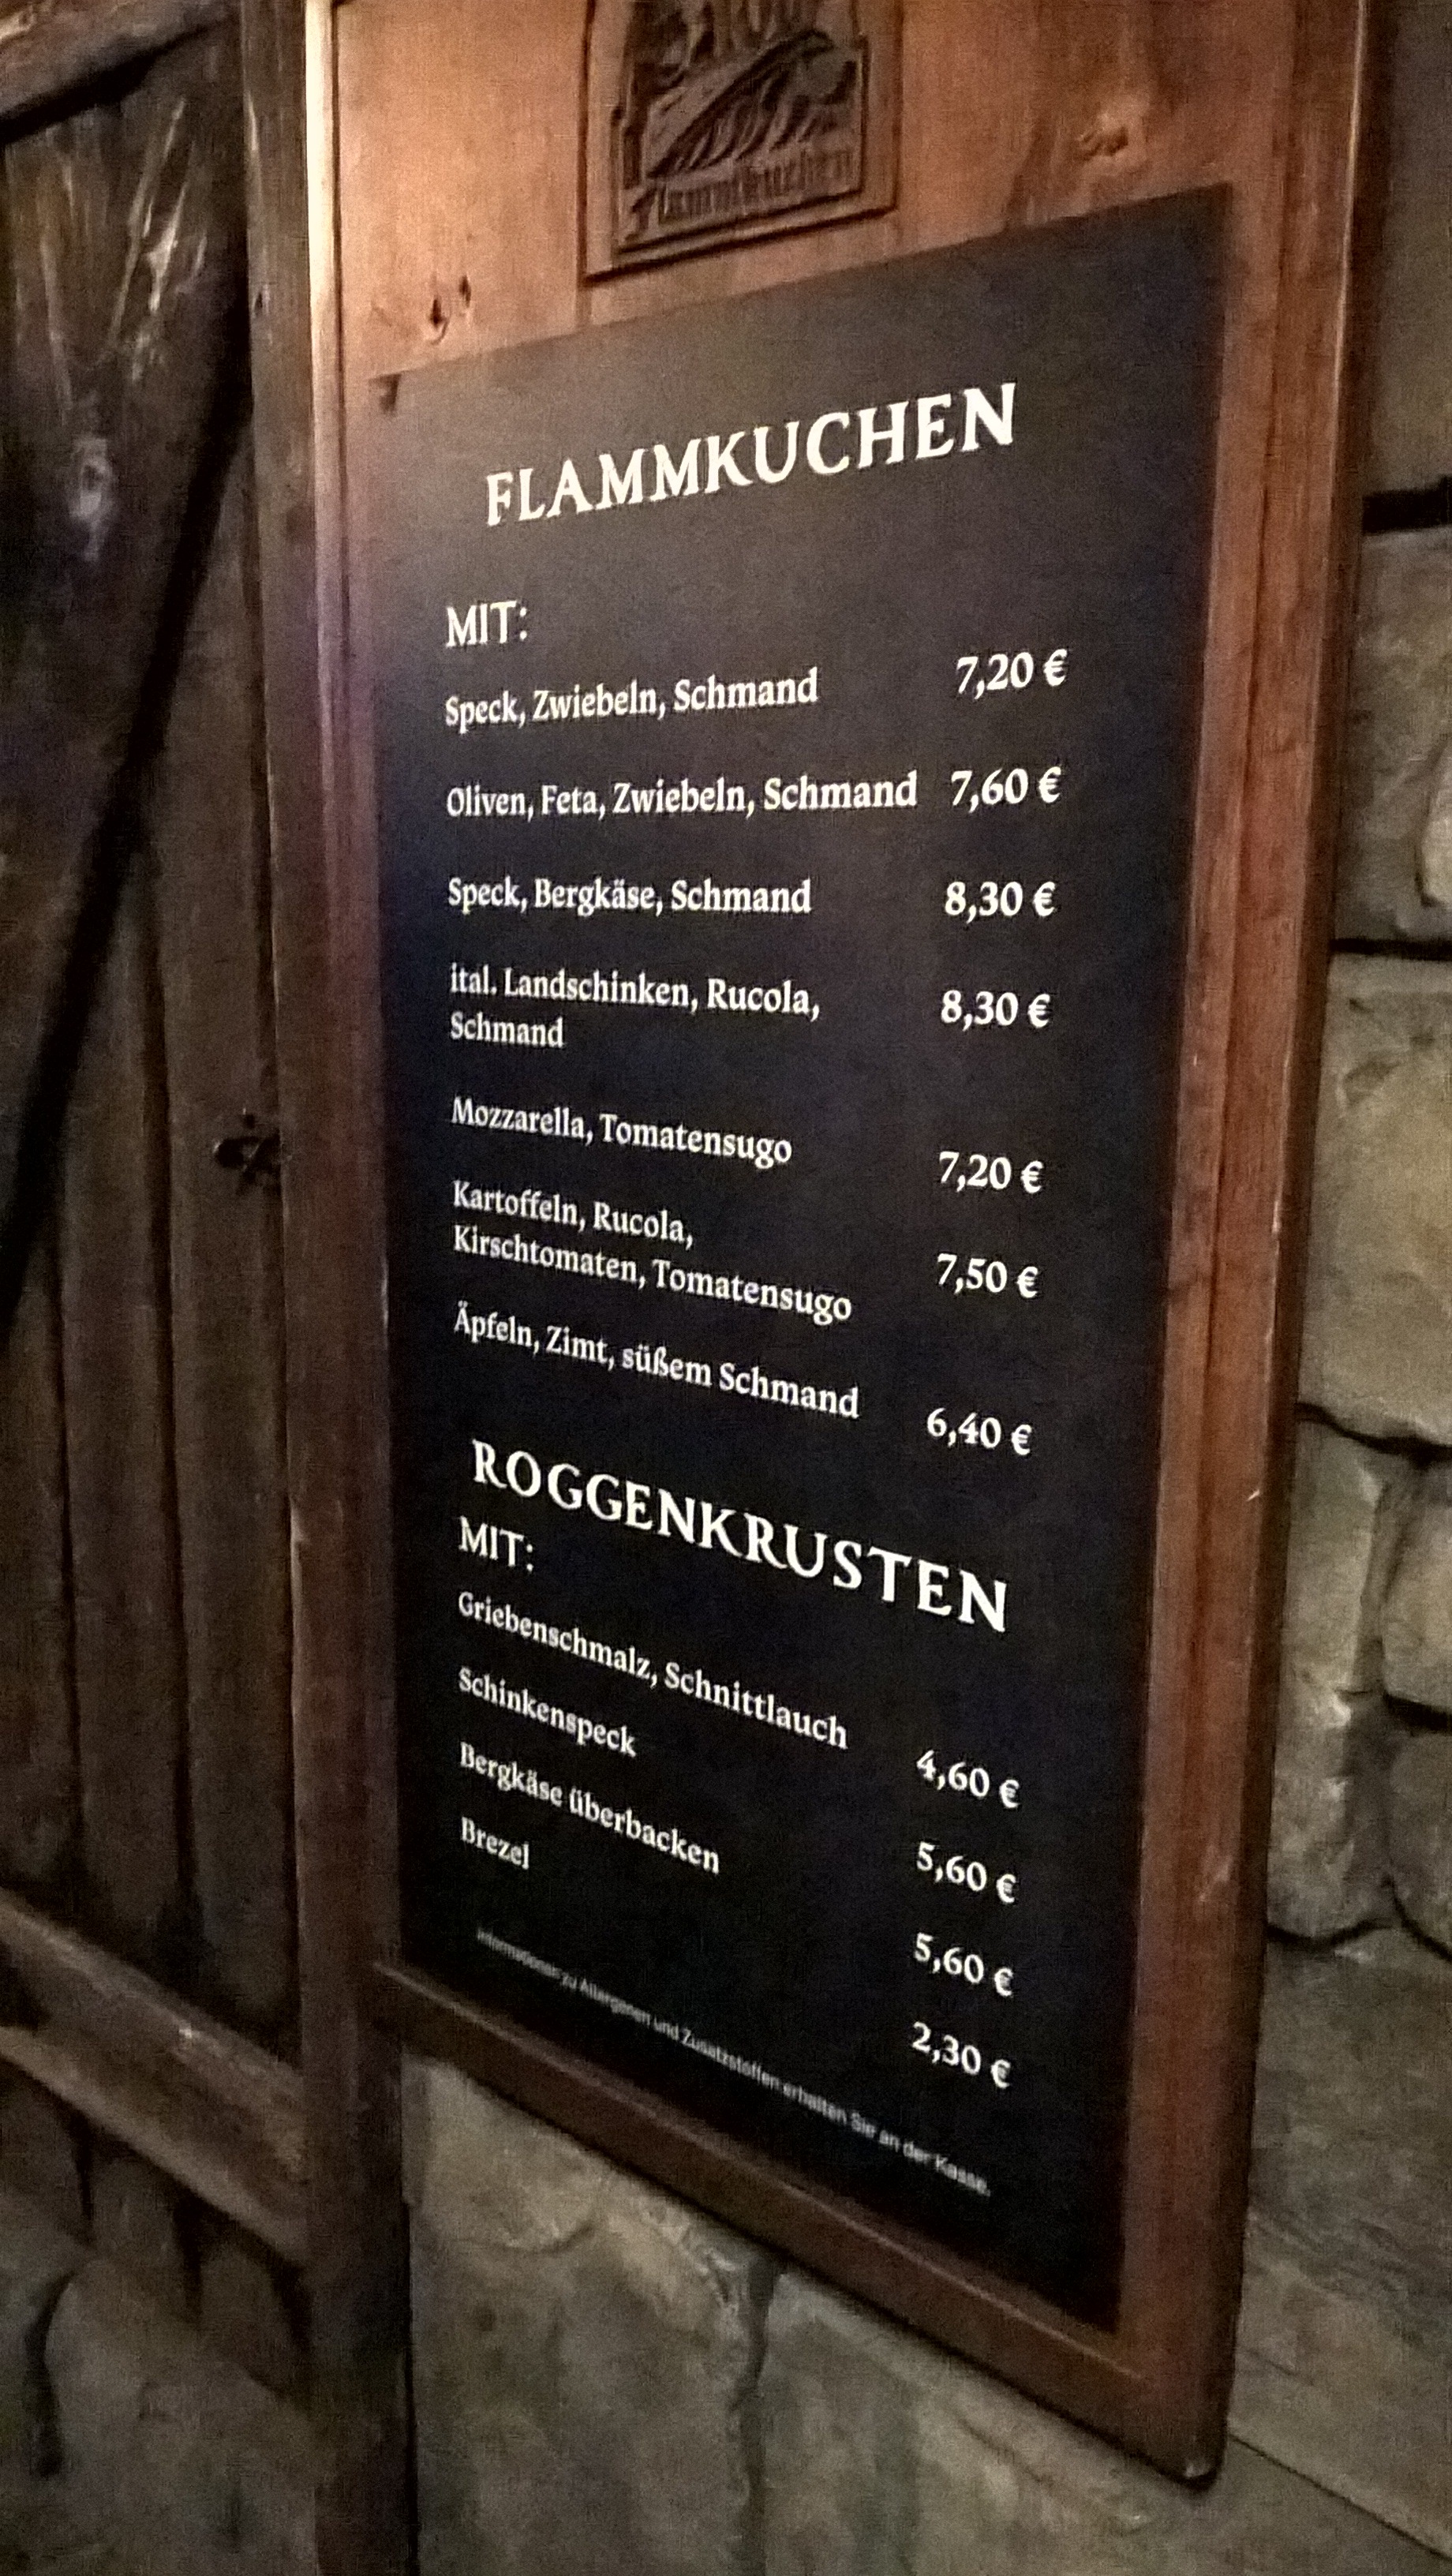 Flammkuchen
FLAMMKUCHEN
MIT:
Speck, Zwiebeln, Schmand 7,20 €
Oliven, Feta, Zwiebeln, Schmand 7,60 €
Speck, Bergkäse, Schmand 8,30 €
ital. Landschinken, Rucola, 8,30 €
Schmand
Mozzarella, Tomatensugo 7,20 €
Kartoffeln, Rucola,
Kirschtomaten, Tomatensugo 7,50 €
Äpfeln, Zimt, süßem Schmand 6,40 €
ROGGENKRUSTEN
MIT:
Griebenschmalz, Schnittlauch 4,60 €
Schinkenspeck 5,60 €
Bergkäse überbacken 5,60 €
Brezel 2,30 €
Informationen zu Allergenen und Zusatzstoffen erhalten Sie an der Kasse.